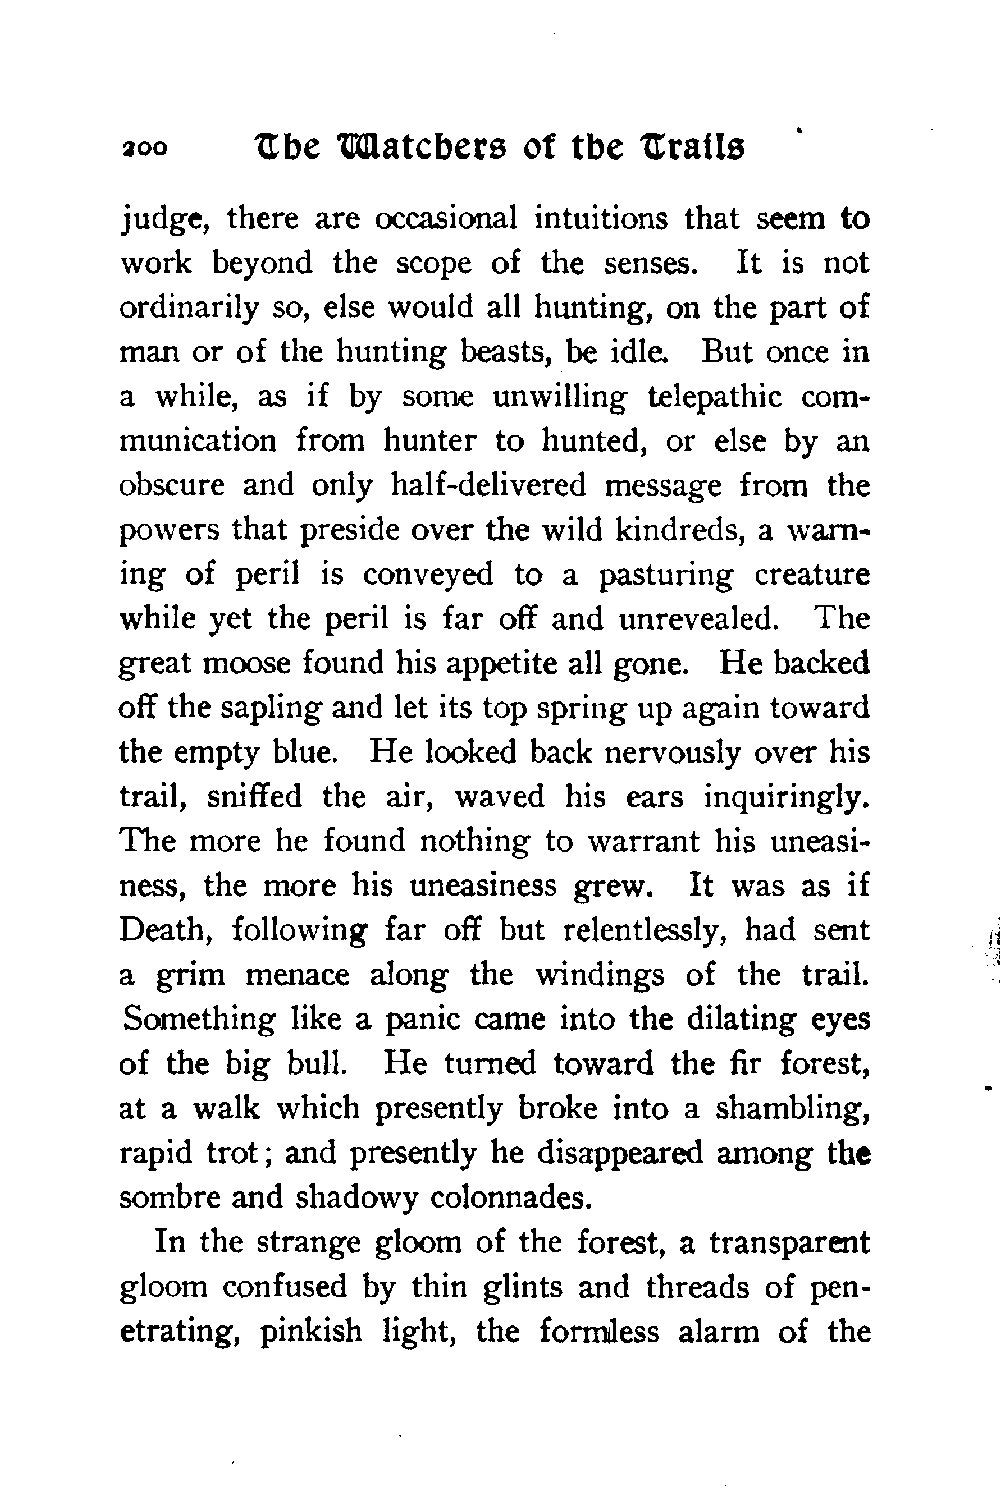 200 The Watchers of the Trails
judge, there are occasional intuitions that seem to
work beyond the scope of the senses. It is not
ordinarily so, else would all hunting, on the part of
man or of the hunting beasts, be idle. But once in
a while, as if by some unwilling telepathic com-
munication from hunter to hunted, or else by an
obscure and only half-delivered message from the
powers that preside over the wild kindreds, a warn-
ing of peril is conveyed to a pasturing creature
while yet the peril is far off and unrevealed. The
great moose found his appetite all gone. He backed
off the sapling and let its top spring up again toward
the empty blue. He looked back nervously over his
trail, sniffed the air, waved his ears inquiringly.
The more he found nothing to warrant his uneasi-
ness, the more his uneasiness grew. It was as if
Death, following far off but relentlessly, had sent
a grim menace along the windings of the trail.
Something like a panic came into the dilating eyes
of the big bull. He turned toward the fir forest,
at a walk which presently broke into a shambling,
rapid trot; and presently he disappeared among the
sombre and shadowy colonnades.
In the strange gloom of the forest, a transparent
gloom confused by thin glints and threads of pen-
etrating, pinkish light, the formless alarm of the